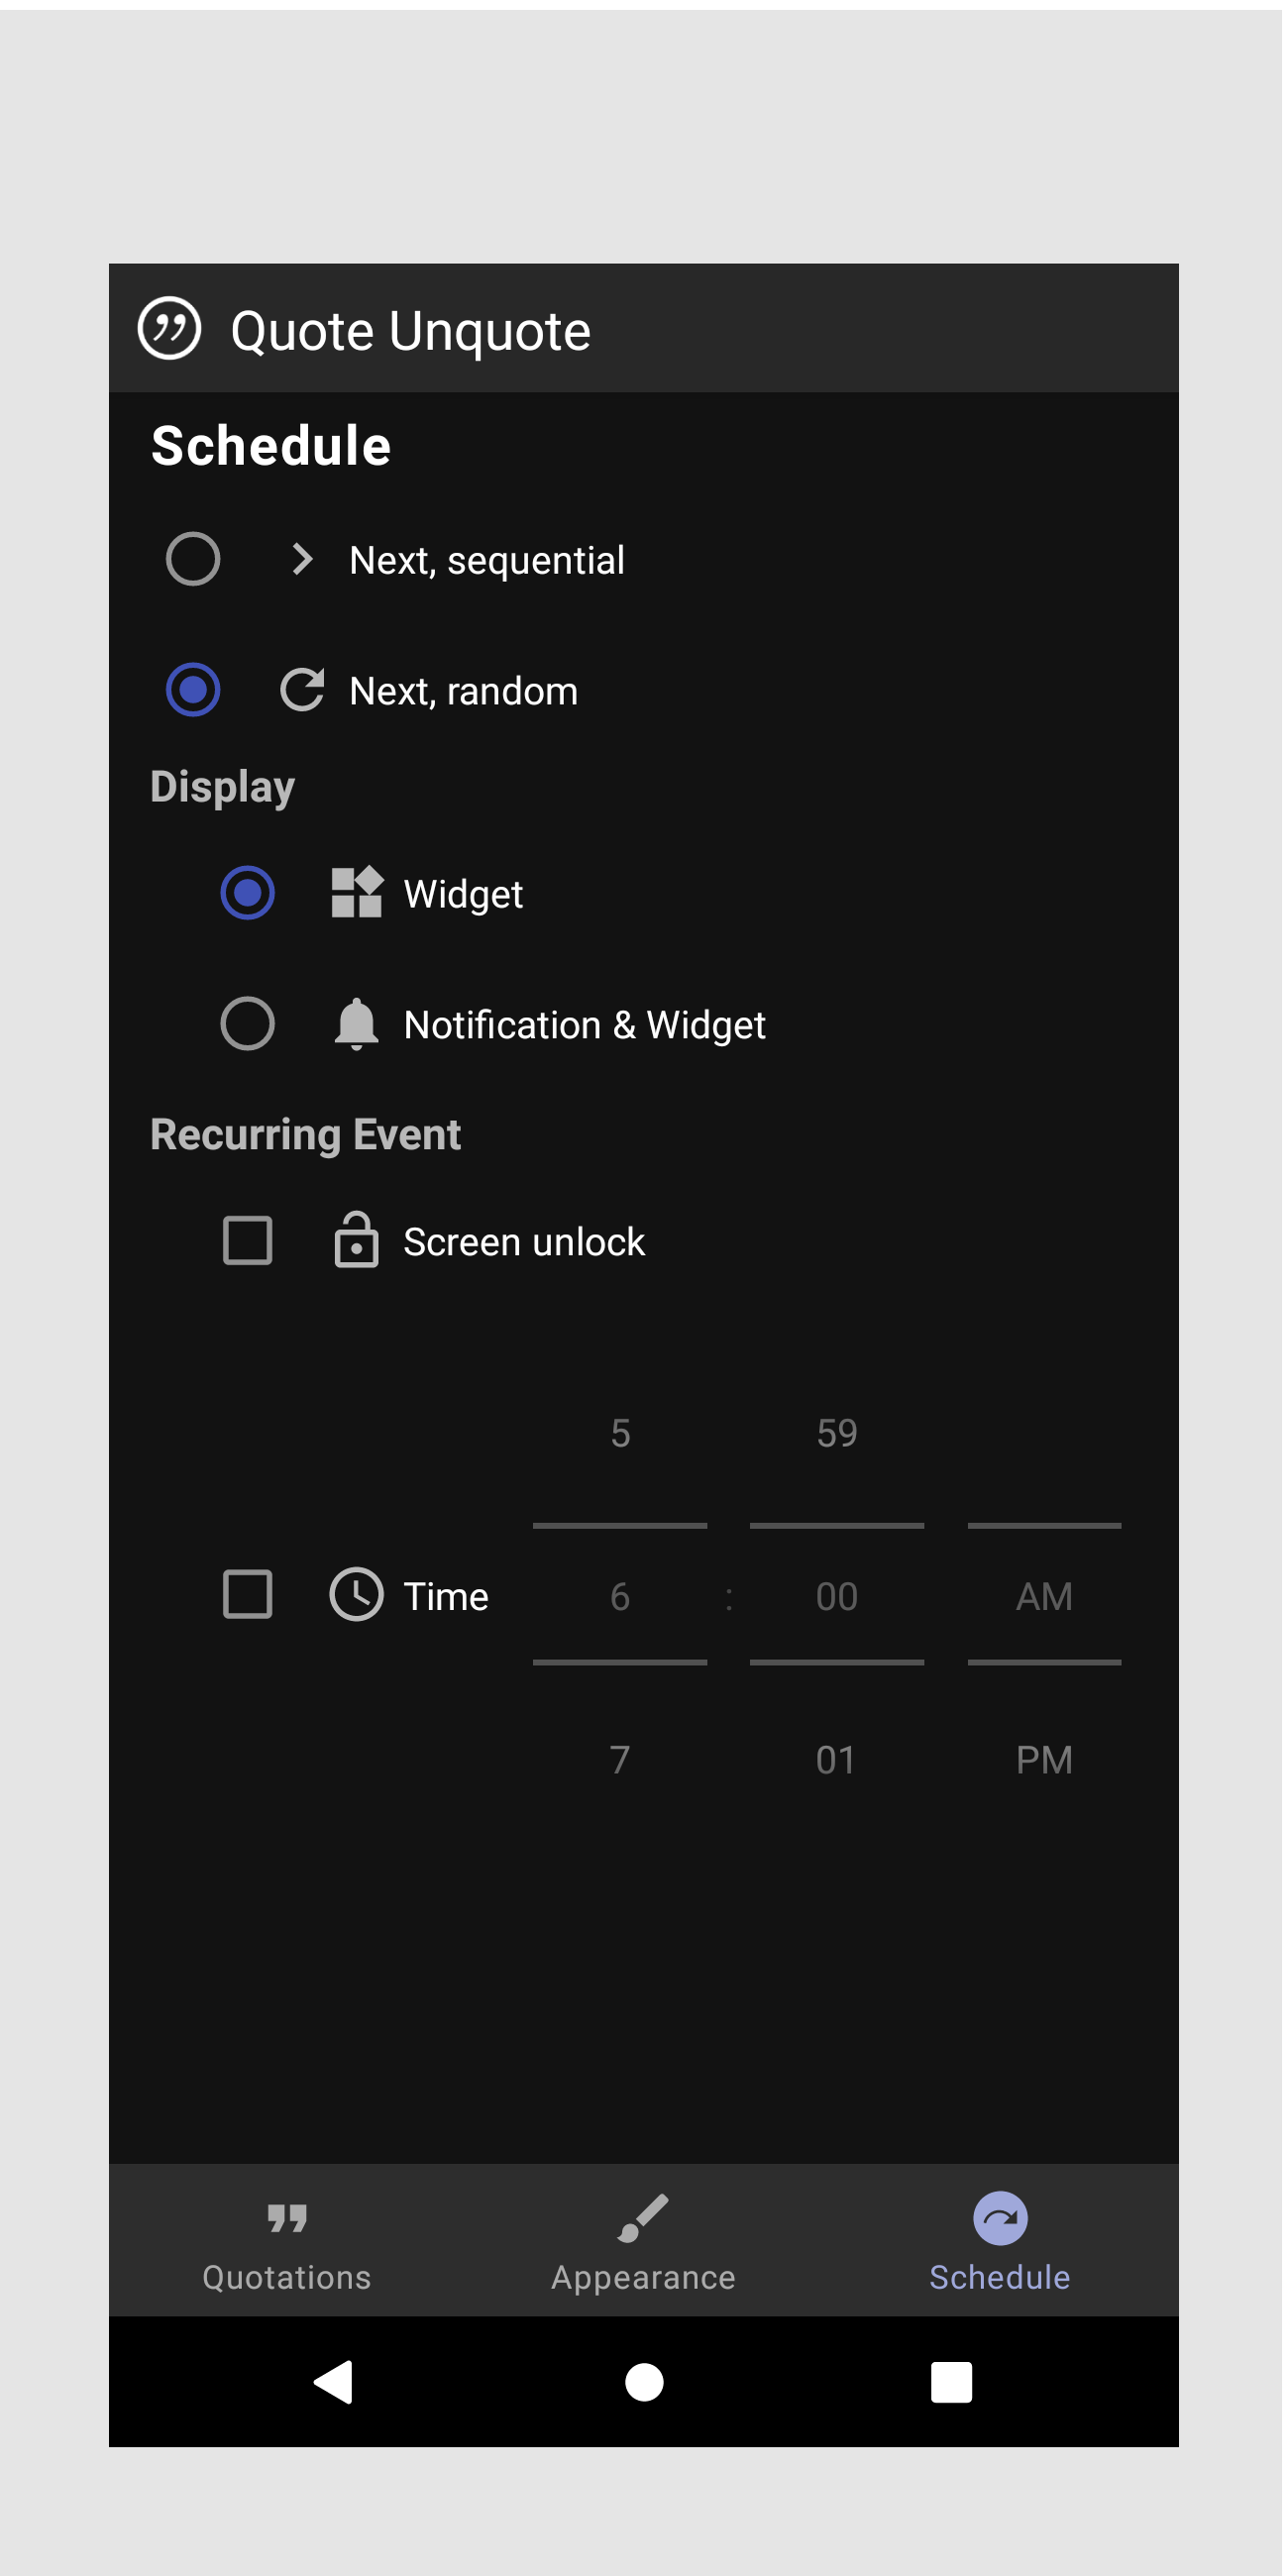 Quote Unquote
Schedule
Next, sequential
Next, random
Display
Widget
Notification & Widget
Recurring Event
Screen unlock
5 59
Time 6 : 00 AM
7 01 PM
Quotations Appearance Schedule